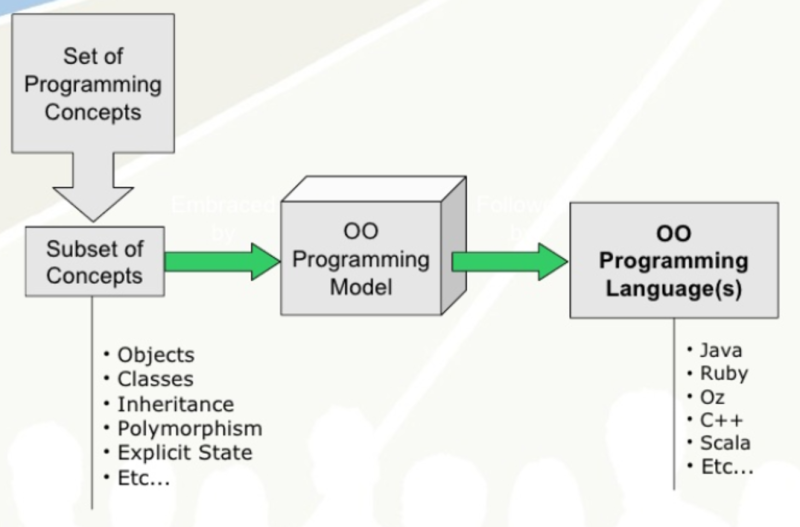 Set of
Programming
Concepts
Subset of
Concepts
Embraced
by
OO
Programming
Model
OO
Programming
Language(s)
• Objects
• Classes
• Inheritance
• Polymorphism
• Explicit State
• Etc...
• Java
• Ruby
• Oz
• C++
• Scala
• Etc...